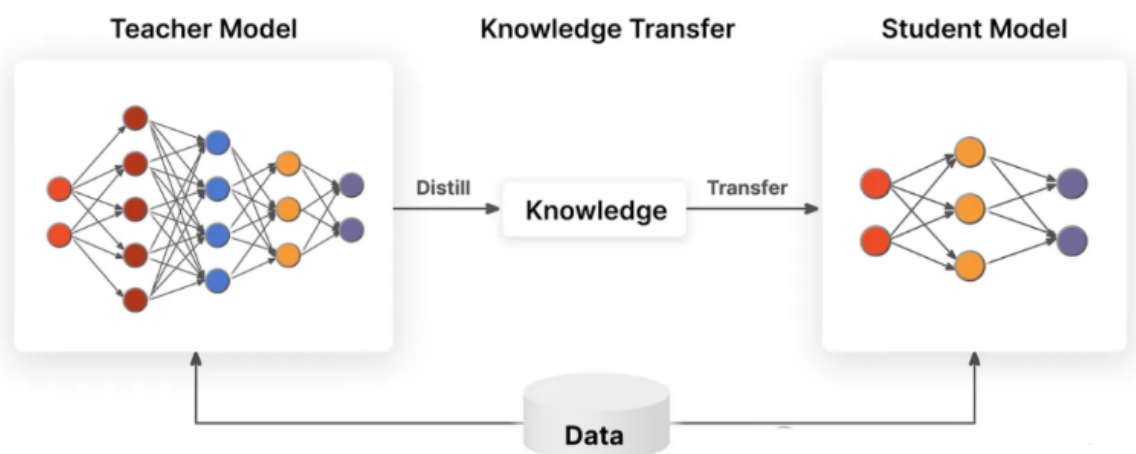 Teacher Model
Knowledge Transfer
Student Model
Distill
Knowledge
Transfer
Data